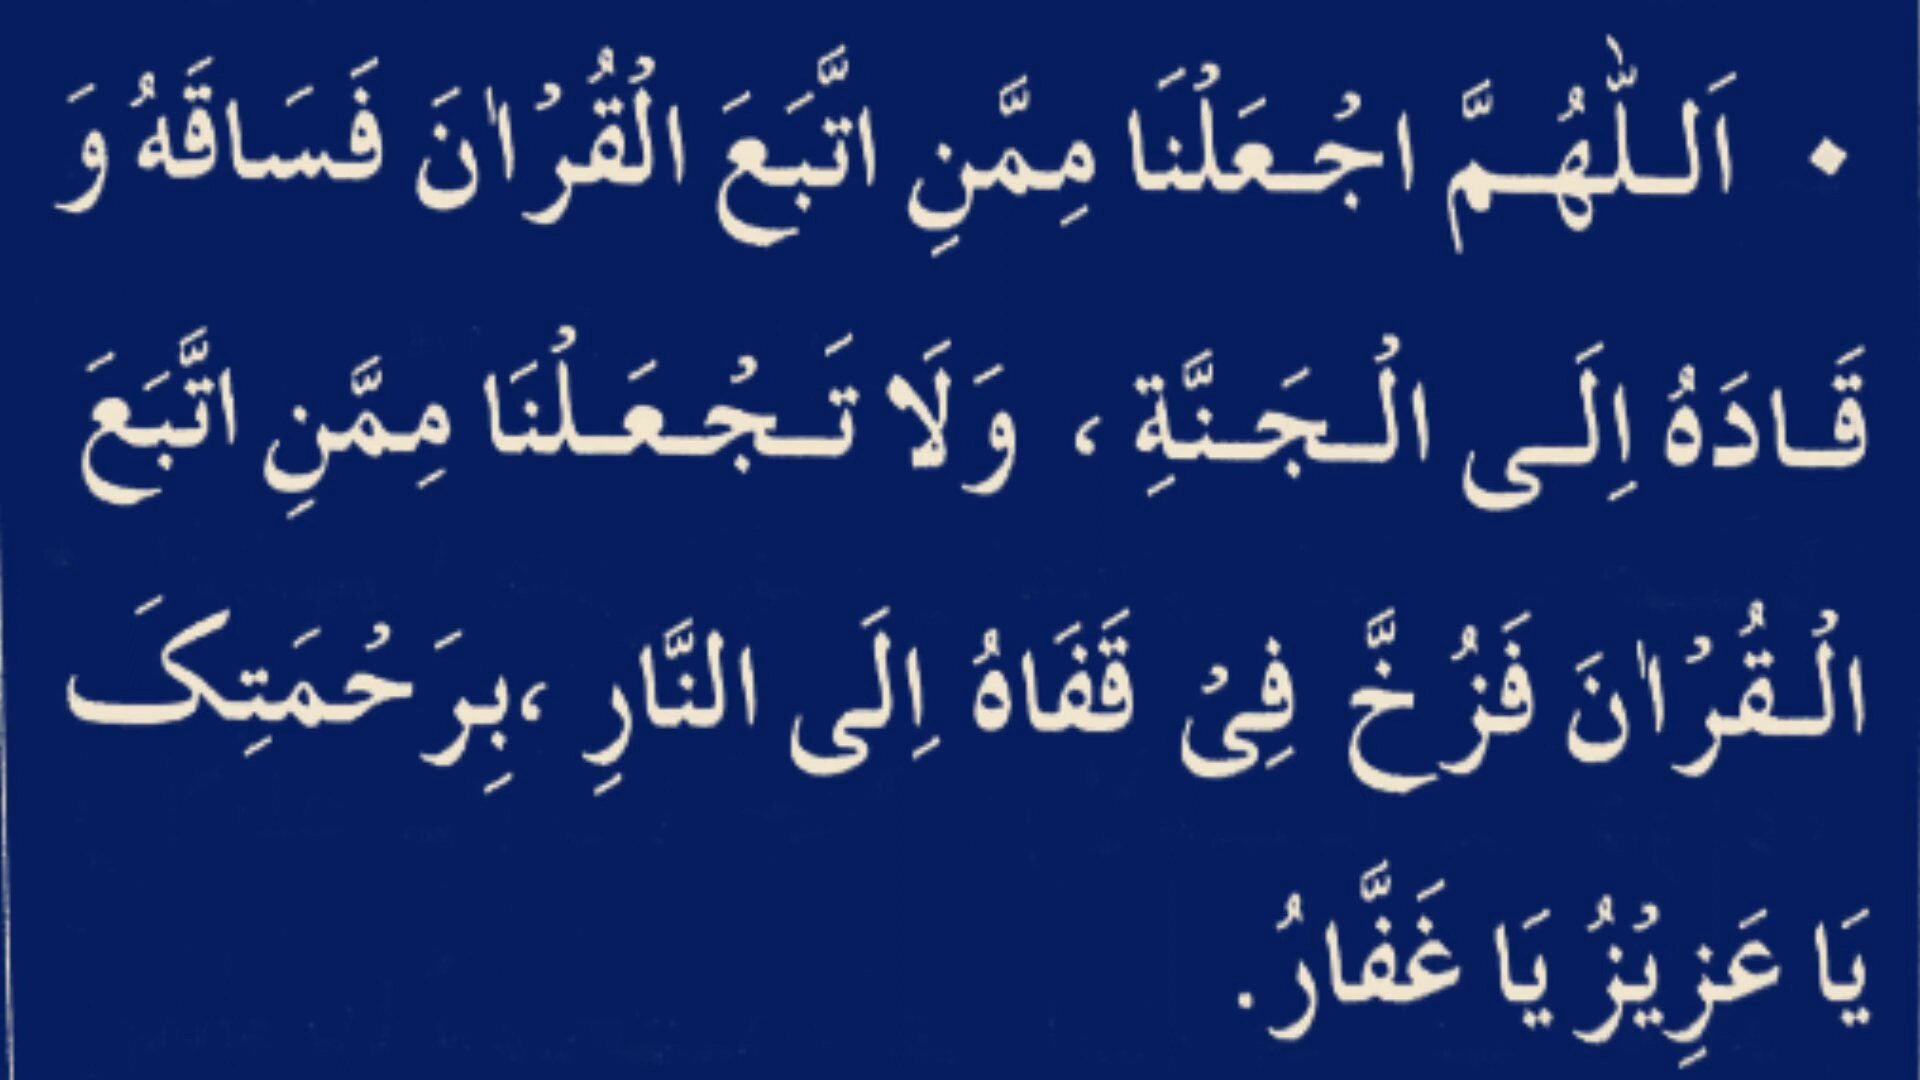 • اَللّٰهُمَّ اجْعَلْنَا مِمَّنِ اتَّبَعَ الْقُرْاٰنَ فَسَاقَهُ وَ
قَادَهُ اِلَى الْجَنَّةِ ، وَلَا تَجْعَلْنَا مِمَّنِ اتَّبَعَ
الْقُرْاٰنَ فَزُخَّ فِىْ قَفَاهُ اِلَى النَّارِ ،بِرَحْمَتِکَ
يَا عَزِيْزُ يَا غَفَّارُ.